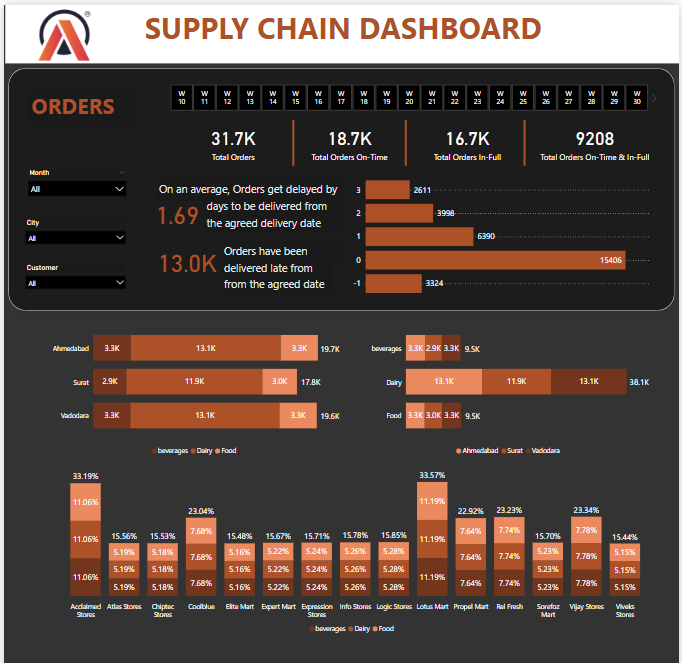 ®
SUPPLY CHAIN DASHBOARD
ORDERS
W 10 W 11 W 12 W 13 W 14 W 15 W 16 W 17 W 18 W 19 W 20 W 21 W 22 W 23 W 24 W 25 W 26 W 27 W 28 W 29 W 30
31.7K 18.7K 16.7K 9208
Total Orders Total Orders On-Time Total Orders In-Full Total Orders On-Time & In-Full
Month
All
City
All
Customer
All
On an average, Orders get delayed by
1.69 days to be delivered from
the agreed delivery date
13.0K Orders have been
delivered late from
from the agreed date
3 2611
2 3998
1 6390
0 15406
-1 3324
Ahmedabad 3.3K 13.1K 3.3K 19.7K
Surat 2.9K 11.9K 3.0K 17.8K
Vadodara 3.3K 13.1K 3.3K 19.6K
beverages Dairy Food
beverages 3.3K 2.9K 3.3K 9.5K
Dairy 13.1K 11.9K 13.1K 38.1K
Food 3.3K 3.0K 3.3K 9.5K
Ahmedabad Surat Vadodara
33.19% 15.56% 15.53% 23.04% 15.48% 15.67% 15.71% 15.78% 15.85% 33.57% 22.92% 23.23% 15.70% 23.34% 15.44%
11.06% 5.19% 5.18% 7.68% 5.16% 5.22% 5.24% 5.26% 5.28% 11.19% 7.64% 7.74% 5.23% 7.78% 5.15%
11.06% 5.19% 5.18% 7.68% 5.16% 5.22% 5.24% 5.26% 5.28% 11.19% 7.64% 7.74% 5.23% 7.78% 5.15%
11.06% 5.19% 5.18% 7.68% 5.16% 5.22% 5.24% 5.26% 5.28% 11.19% 7.64% 7.74% 5.23% 7.78% 5.15%
Acclaimed Stores Atlas Stores Chiptec Stores Coolblue Elite Mart Expert Mart Expression Stores Info Stores Logic Stores Lotus Mart Propel Mart Rel Fresh Sorefoz Mart Vijay Stores Viveks Stores
beverages Dairy Food